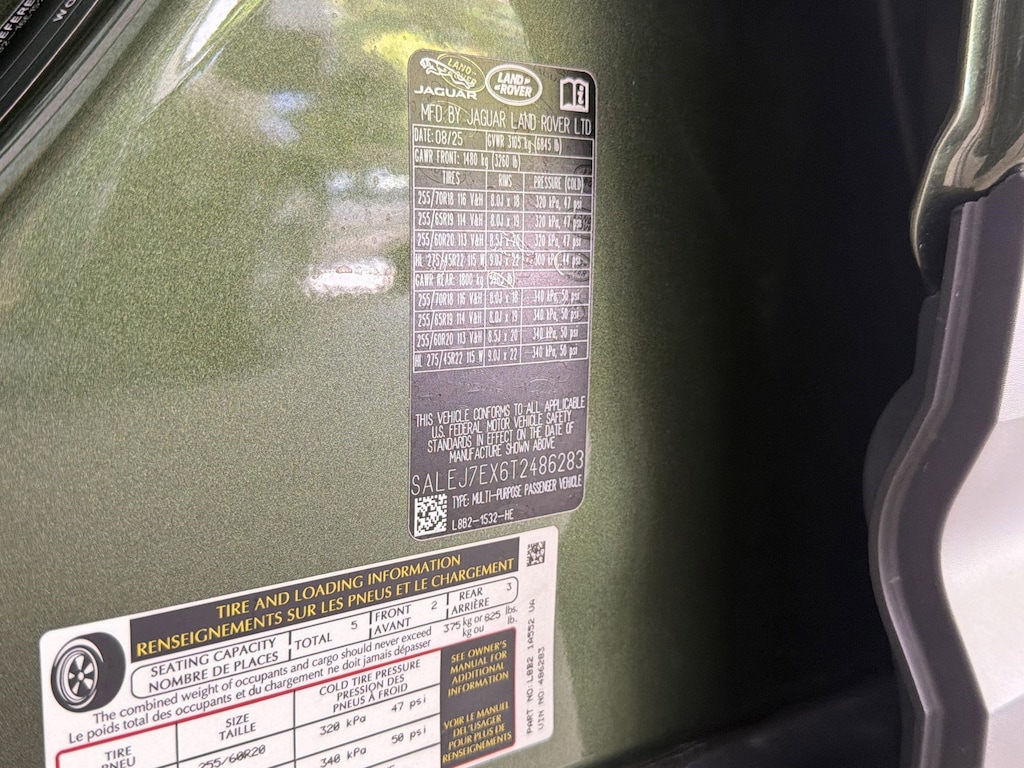 LAND-
ROVER
JAGUAR
LAND
ROVER
MFD BY JAGUAR LAND ROVER LTD
DATE: 08/25 GVWR 3105 kg (6845 lb)
GAWR FRONT: 1480 kg (3260 lb)
TIRES RIMS PRESSURE (COLD)
255/70R18 116 V&H 8.0J x 18 320 kPa, 47 psi
255/65R19 114 V&H 8.0J x 19 320 kPa, 47 psi
255/60R20 113 V&H 8.5J x 20 320 kPa, 47 psi
HL 275/45R22 115 W 9.0J x 22 300 kPa, 44 psi
GAWR REAR: 1800 kg
255/70R18 116 V&H 8.0J x 18 340 kPa, 50 psi
255/65R19 114 V&H 8.0J x 19 340 kPa, 50 psi
255/60R20 113 V&H 8.5J x 20 340 kPa, 50 psi
HL 275/45R22 115 W 9.0J x 22 340 kPa, 50 psi
THIS VEHICLE CONFORMS TO ALL APPLICABLE
U.S. FEDERAL MOTOR VEHICLE SAFETY
STANDARDS IN EFFECT ON THE DATE OF
MANUFACTURE SHOWN ABOVE
SALEJ7EX6T2486283
TYPE: MULTI-PURPOSE PASSENGER VEHICLE
L8B2-1532-HE
TIRE AND LOADING INFORMATION
RENSEIGNEMENTS SUR LES PNEUS ET LE CHARGEMENT
SEATING CAPACITY
NOMBRE DE PLACES
TOTAL 5
FRONT
AVANT
2
REAR
ARRIÈRE
3
The combined weight of occupants and cargo should never exceed 375 kg or 825 lbs.
Le poids total des occupants et du chargement ne doit jamais dépasser kg ou lb.
TIRE
PNEU
SIZE
TAILLE
COLD TIRE PRESSURE
PRESSION DES
PNEUS À FROID
255/60R20
320 kPa 47 psi
340 kPa 50 psi
SEE OWNER'S
MANUAL FOR
ADDITIONAL
INFORMATION
VOIR LE MANUEL
DE L'USAGER
POUR PLUS DE
RENSEIGNEMENTS
PART NO: L8B2 1A552 UA
VIN NO: 486283